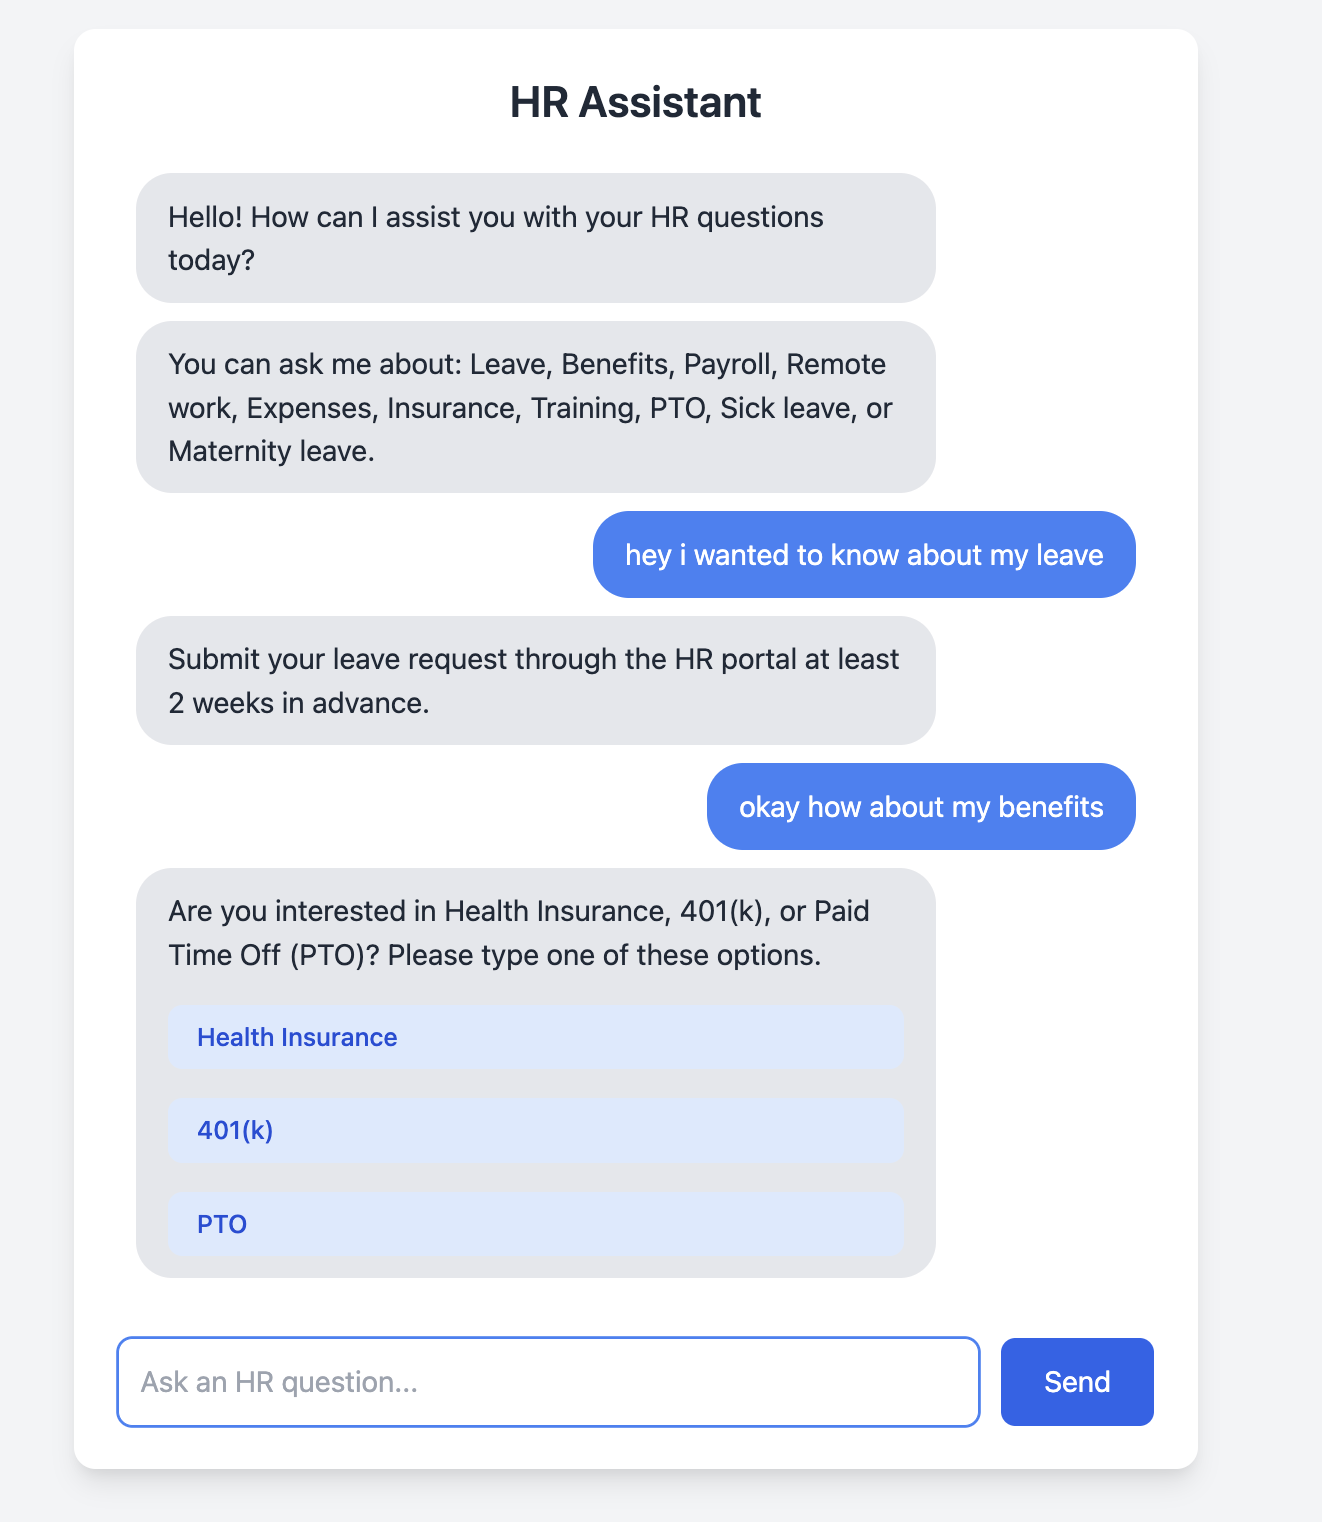 HR Assistant
Hello! How can I assist you with your HR questions
today?
You can ask me about: Leave, Benefits, Payroll, Remote
work, Expenses, Insurance, Training, PTO, Sick leave, or
Maternity leave.
hey i wanted to know about my leave
Submit your leave request through the HR portal at least
2 weeks in advance.
okay how about my benefits
Are you interested in Health Insurance, 401(k), or Paid
Time Off (PTO)? Please type one of these options.
Health Insurance
401(k)
PTO
Ask an HR question...
Send